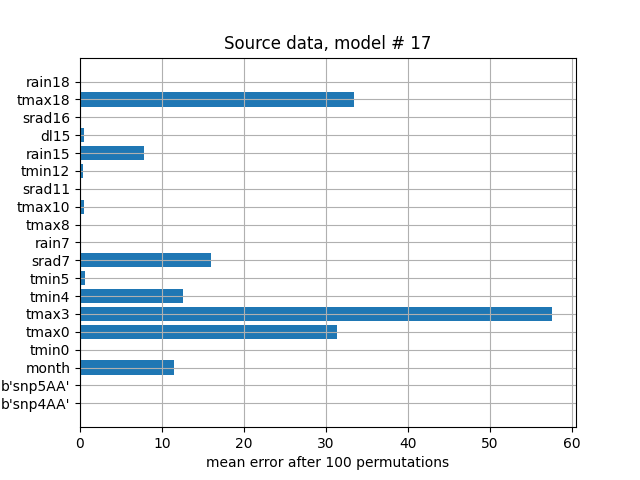 Source data, model # 17
rain18
tmax18
srad16
dl15
rain15
tmin12
srad11
tmax10
tmax8
rain7
srad7
tmin5
tmin4
tmax3
tmax0
tmin0
month
b'snp5AA'
b'snp4AA'
0 10 20 30 40 50 60
mean error after 100 permutations